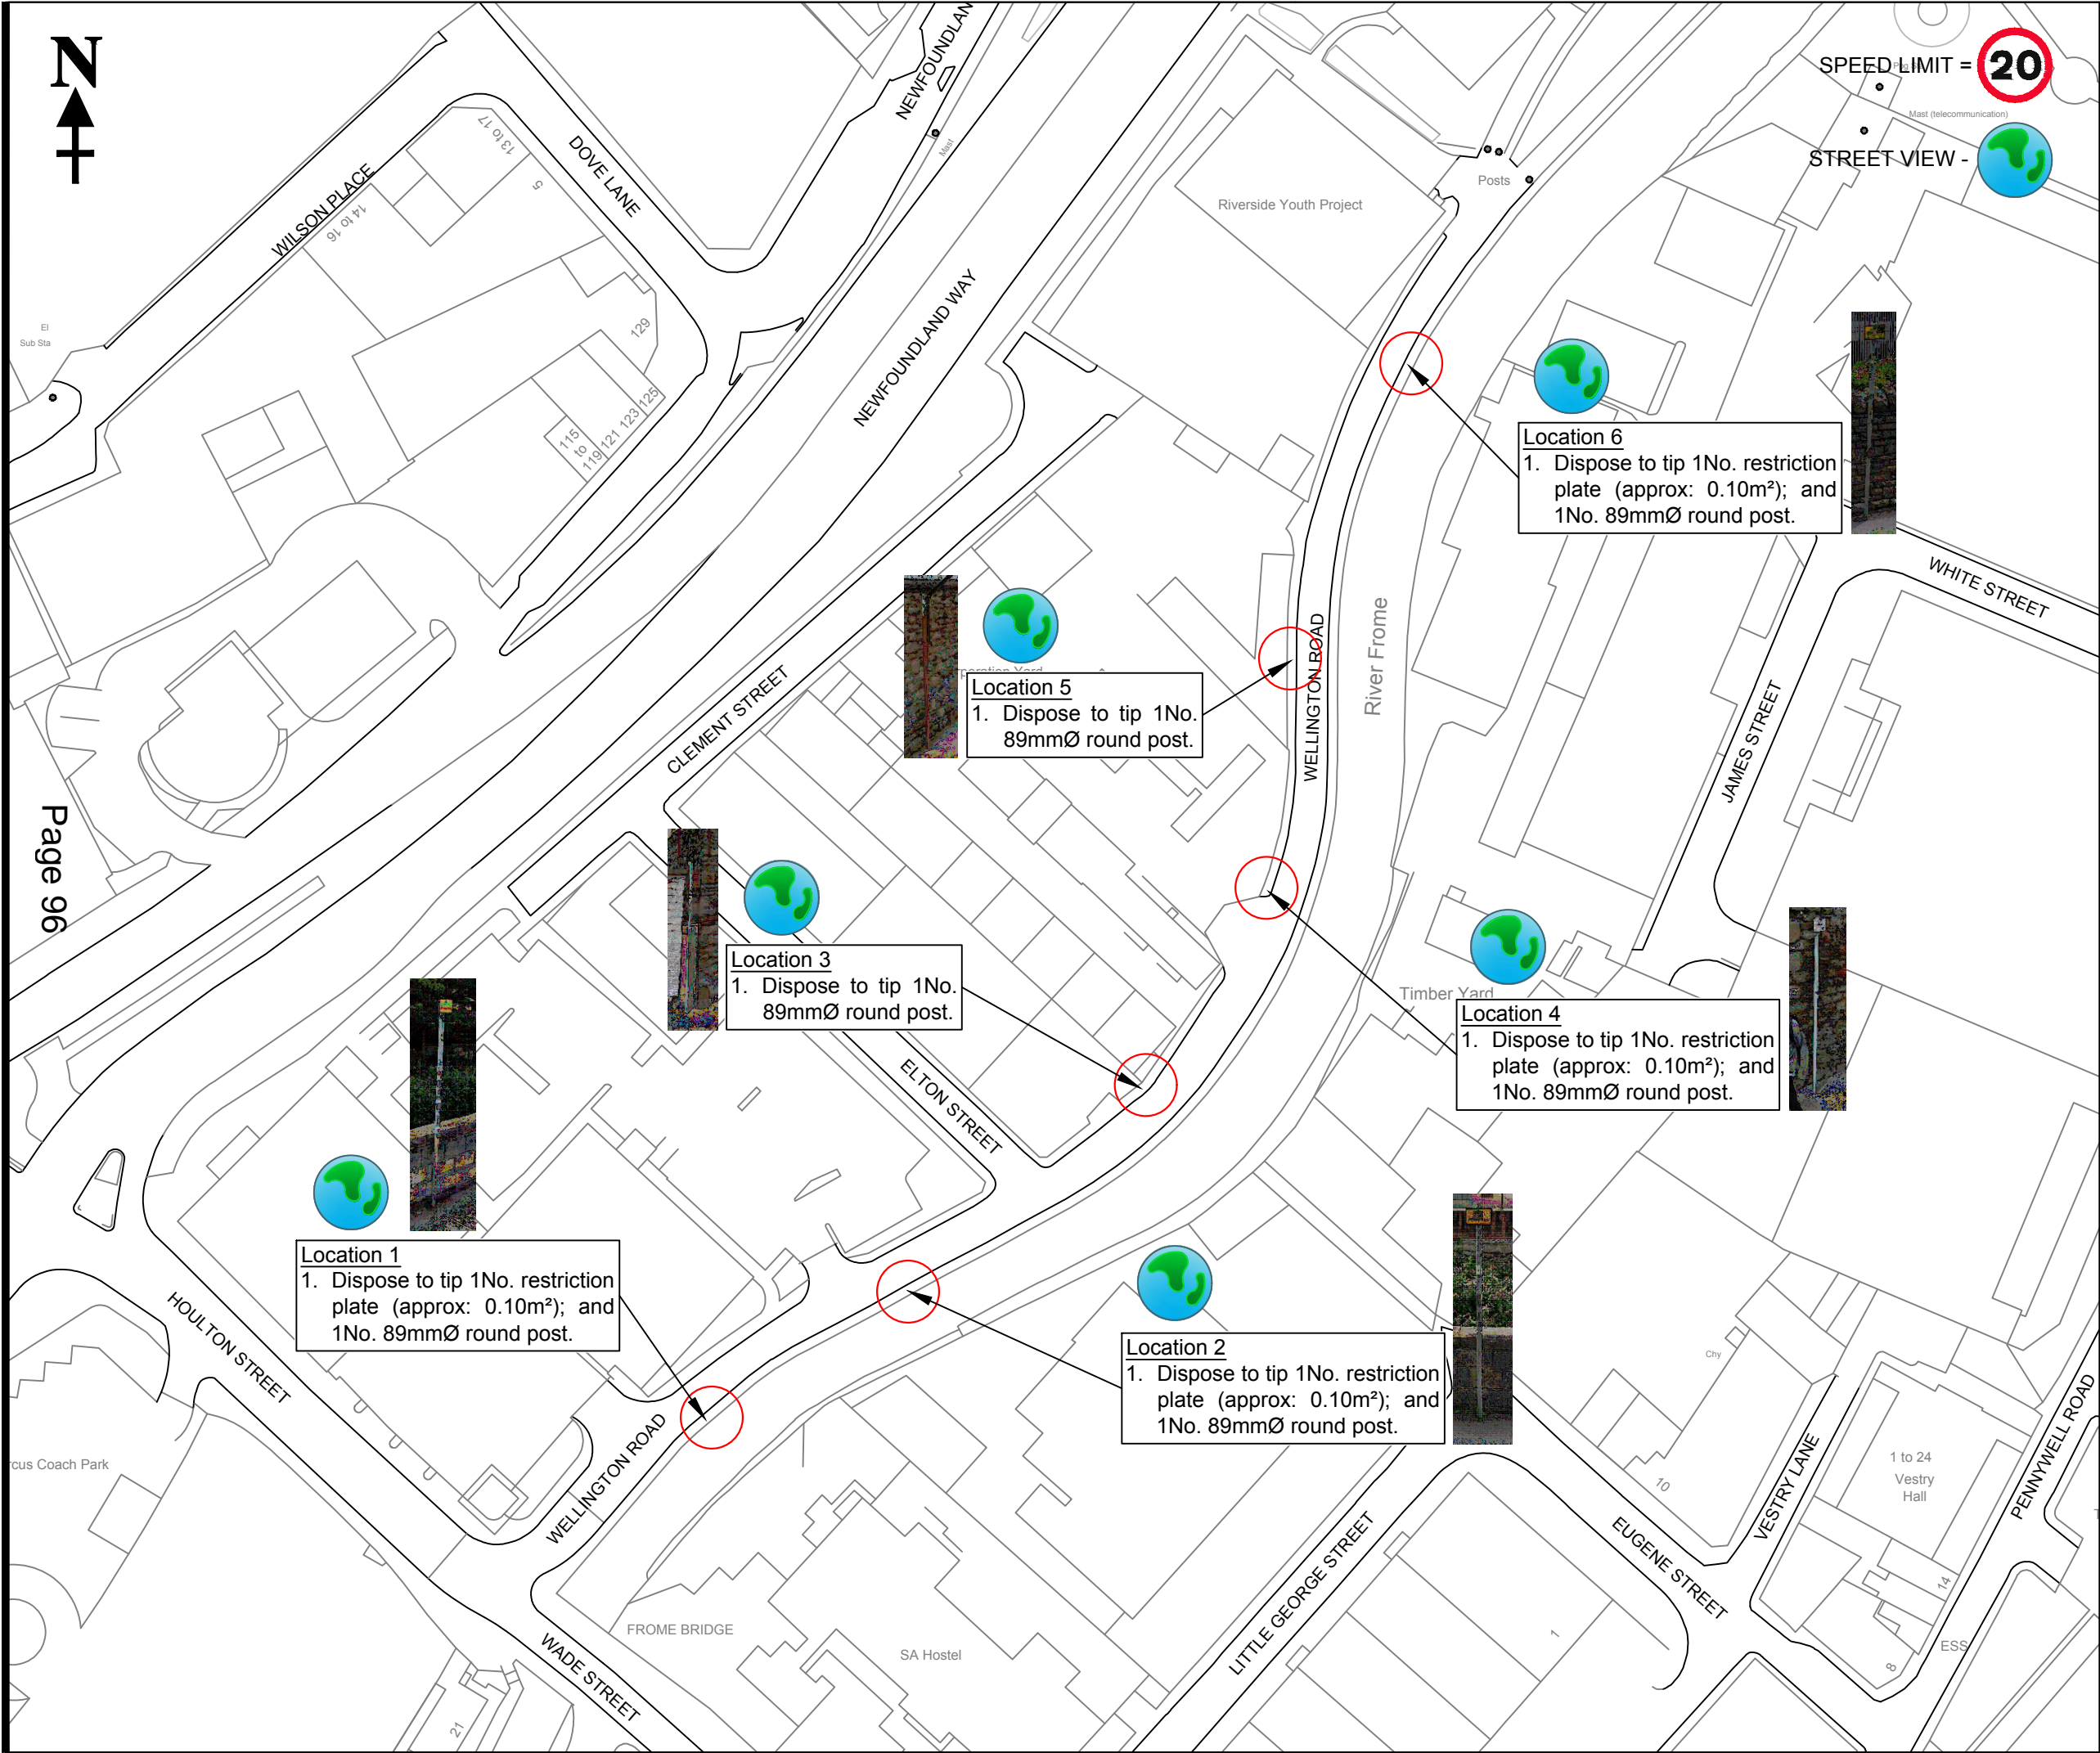 N
SPEED LIMIT = 20
STREET VIEW -
Mast (telecommunication)
NEWFOUNDLAN
Mast
DOVE LANE
13 to 17
5
WILSON PLACE
14 to 16
Posts
Riverside Youth Project
NEWFOUNDLAND WAY
El
Sub Sta
129
125
123
121
115
to
119
Location 6
1. Dispose to tip 1No. restriction
plate (approx: 0.10m²); and
1No. 89mmØ round post.
WHITE STREET
JAMES STREET
River Frome
WELLINGTON ROAD
Location 5
1. Dispose to tip 1No.
89mmØ round post.
CLEMENT STREET
Page 96
Location 3
1. Dispose to tip 1No.
89mmØ round post.
Timber Yard
Location 4
1. Dispose to tip 1No. restriction
plate (approx: 0.10m²); and
1No. 89mmØ round post.
ELTON STREET
Location 1
1. Dispose to tip 1No. restriction
plate (approx: 0.10m²); and
1No. 89mmØ round post.
HOULTON STREET
Location 2
1. Dispose to tip 1No. restriction
plate (approx: 0.10m²); and
1No. 89mmØ round post.
Chy
WELLINGTON ROAD
rcus Coach Park
1 to 24
Vestry
Hall
PENNYWELL ROAD
VESTRY LANE
10
EUGENE STREET
LITTLE GEORGE STREET
14
1
FROME BRIDGE
SA Hostel
WADE STREET
ESS
8
21